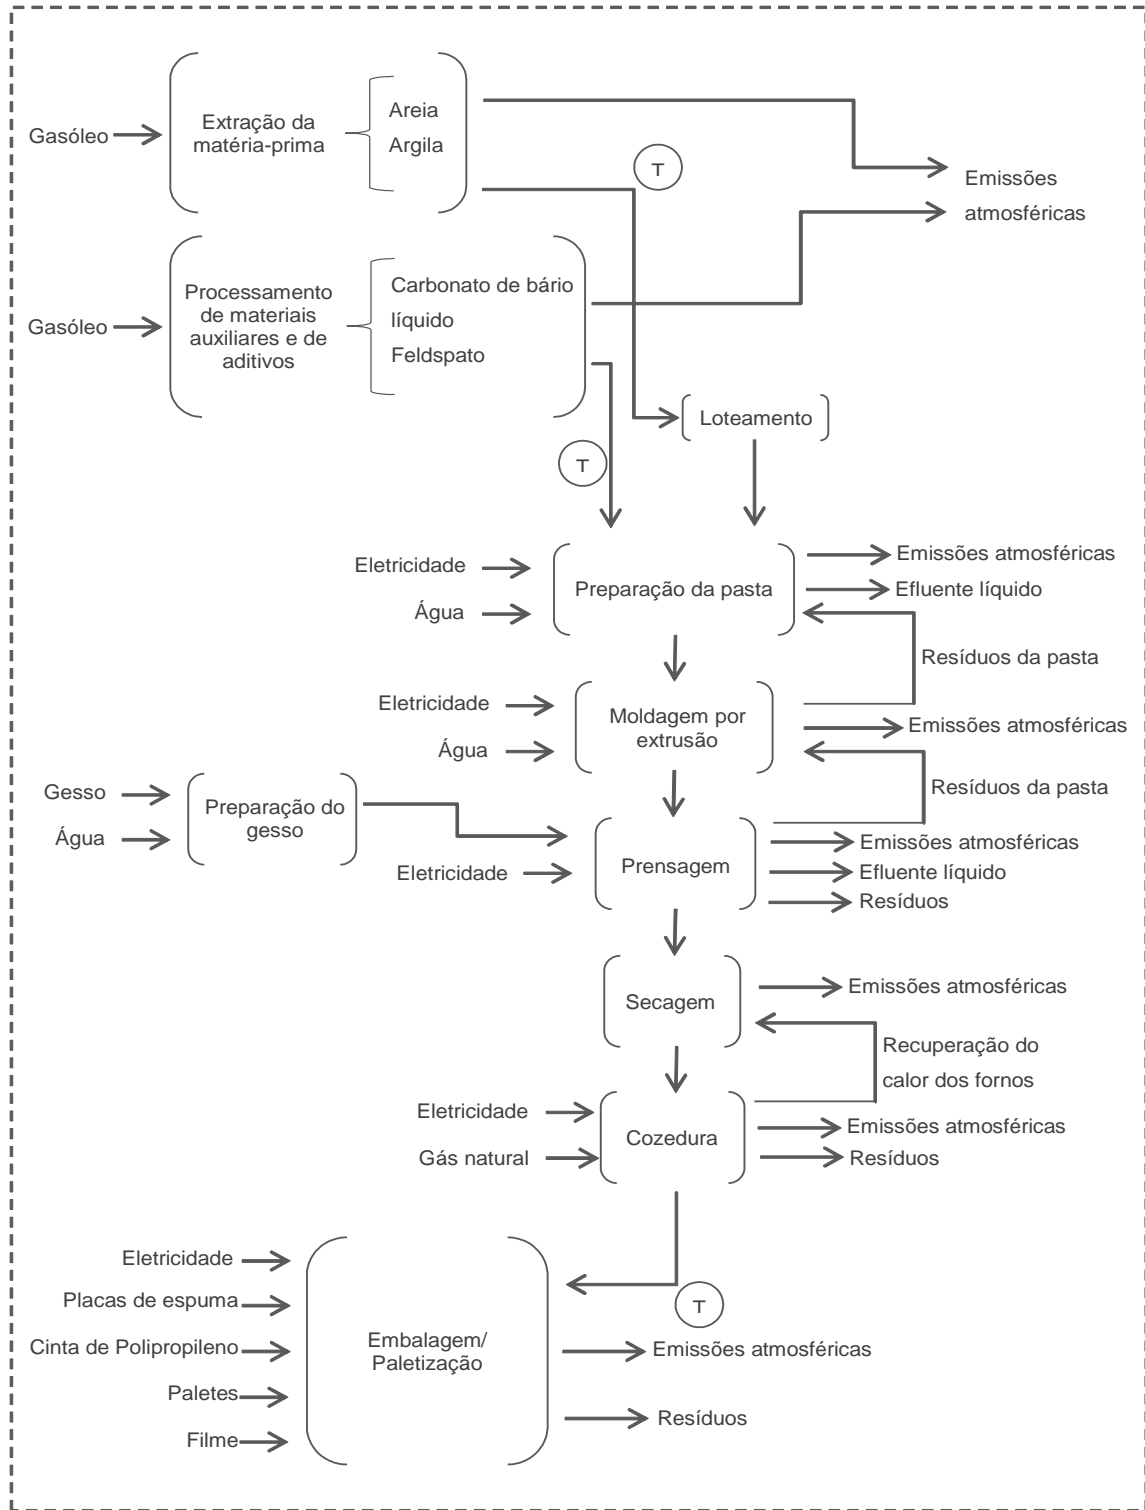 Gasóleo
Extração da
matéria-prima
Areia
Argila
T
Emissões
atmosféricas
Gasóleo
Processamento
de materiais
auxiliares e de
aditivos
Carbonato de bário
líquido
Feldspato
Loteamento
T
Eletricidade
Água
Preparação da pasta
Emissões atmosféricas
Efluente líquido
Resíduos da pasta
Eletricidade
Água
Moldagem por
extrusão
Emissões atmosféricas
Resíduos da pasta
Gesso
Água
Preparação do
gesso
Eletricidade
Prensagem
Emissões atmosféricas
Efluente líquido
Resíduos
Secagem
Emissões atmosféricas
Recuperação do
calor dos fornos
Eletricidade
Gás natural
Cozedura
Emissões atmosféricas
Resíduos
Eletricidade
Placas de espuma
Cinta de Polipropileno
Paletes
Filme
Embalagem/
Paletização
T
Emissões atmosféricas
Resíduos